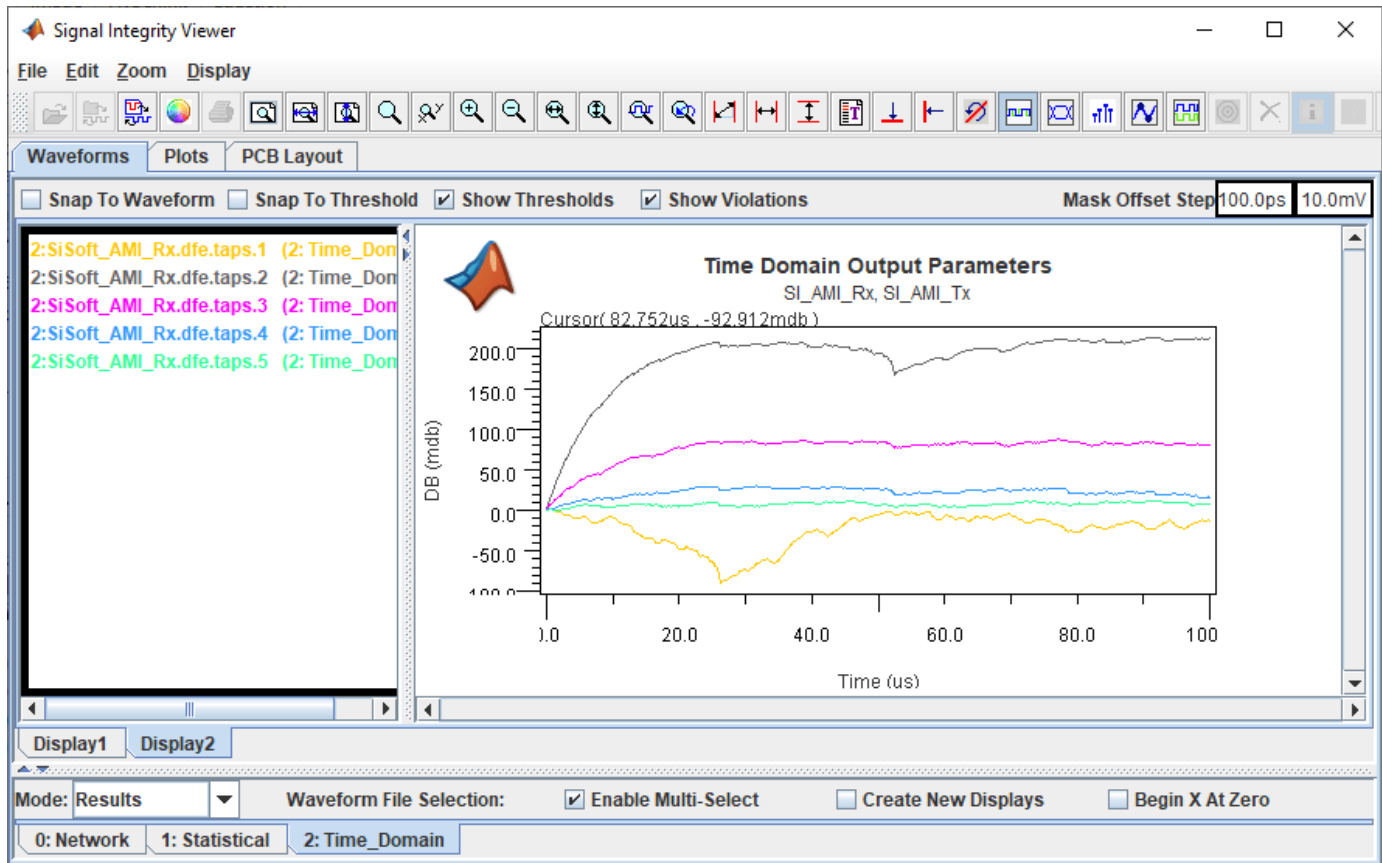 Signal Integrity Viewer
File Edit Zoom Display
Waveforms Plots PCB Layout
Snap To Waveform Snap To Threshold Show Thresholds Show Violations Mask Offset Step 100.0ps 10.0mV
2:SiSoft_AMI_Rx.dfe.taps.1 (2: Time_Don
2:SiSoft_AMI_Rx.dfe.taps.2 (2: Time_Don
2:SiSoft_AMI_Rx.dfe.taps.3 (2: Time_Don
2:SiSoft_AMI_Rx.dfe.taps.4 (2: Time_Don
2:SiSoft_AMI_Rx.dfe.taps.5 (2: Time_Don
Time Domain Output Parameters
SI_AMI_Rx, SI_AMI_Tx
Cursor( 82.752us , -92.912mdb )
200.0
150.0
100.0
50.0
0.0
-50.0
DB (mdb)
).0 20.0 40.0 60.0 80.0 100
Time (us)
Display1 Display2
Mode: Results Waveform File Selection: Enable Multi-Select Create New Displays Begin X At Zero
0: Network 1: Statistical 2: Time_Domain